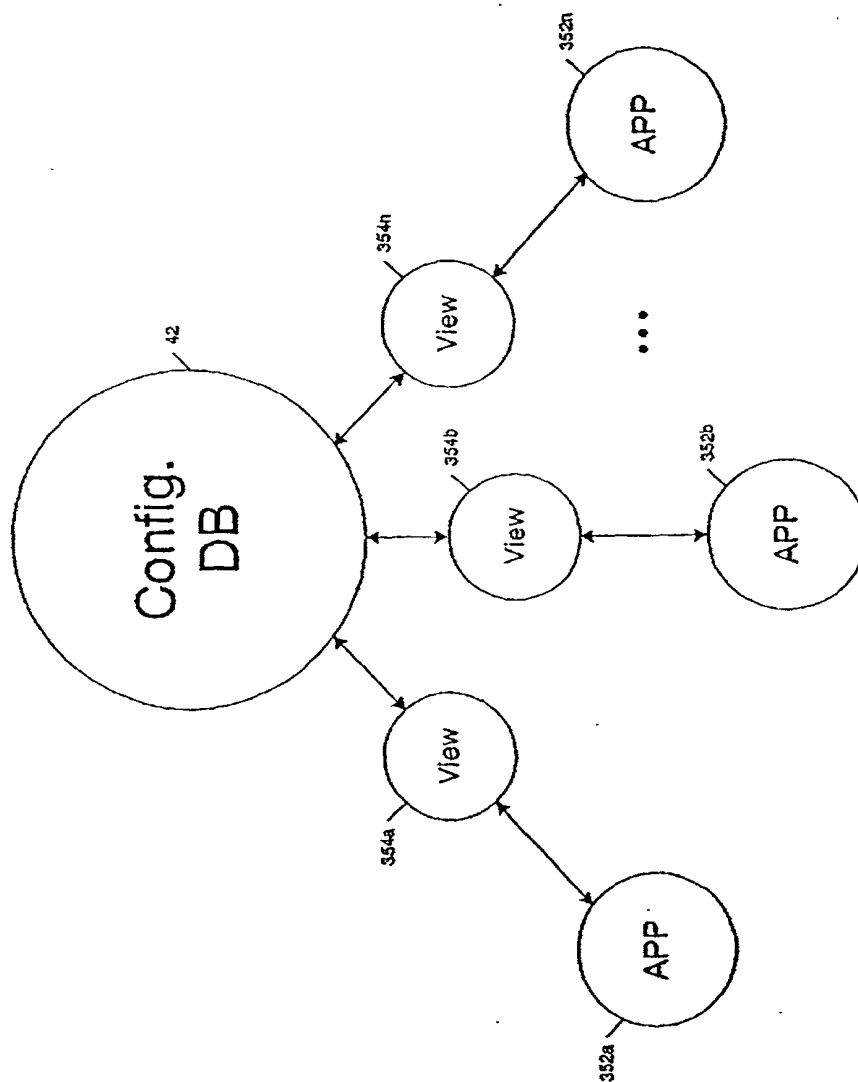 42
Config.
DB
354a
View
354b
View
354n
View
352a
APP
352b
APP
...
352n
APP